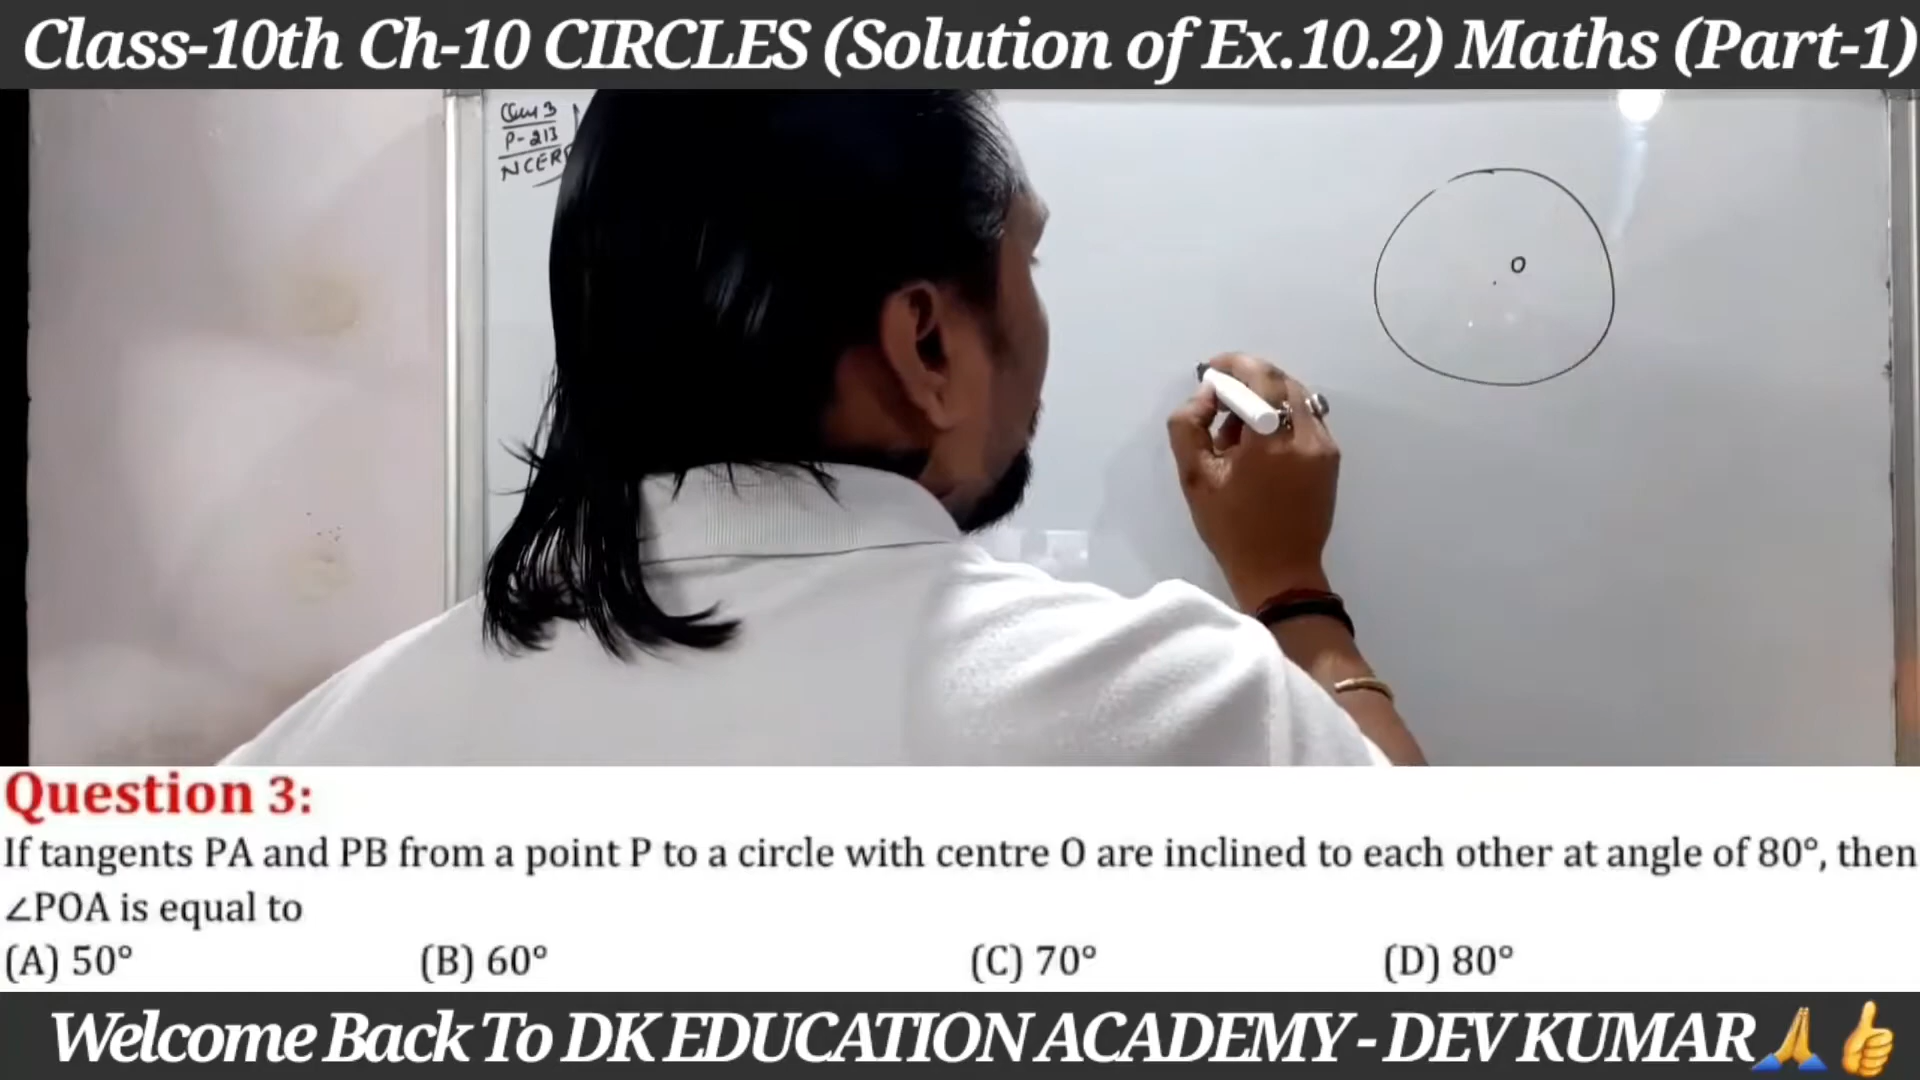 Class-10th Ch-10 CIRCLES (Solution of Ex.10.2) Maths (Part-1)
P-213
NCER
O
Question 3:
If tangents PA and PB from a point P to a circle with centre O are inclined to each other at angle of 80°, then
∠POA is equal to
(A) 50° (B) 60° (C) 70° (D) 80°
Welcome Back To DK EDUCATION ACADEMY - DEV KUMAR🙏👍